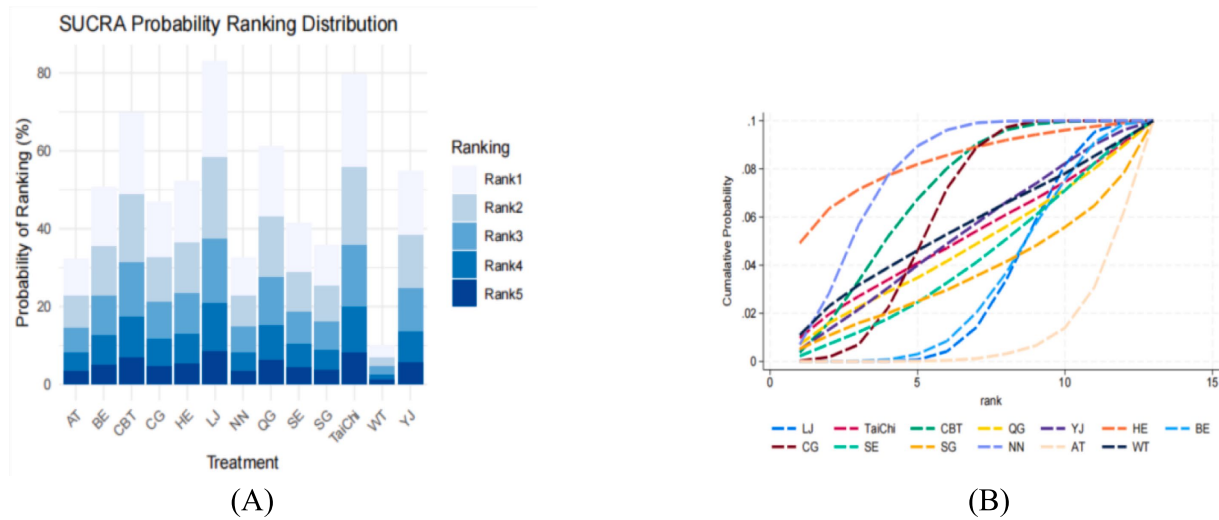 SUCRA Probability Ranking Distribution
Probability of Ranking (%)
80
60
40
20
0
AT BE CBT CG HE LJ NN QG SE SG TaiChi WT YJ
Treatment
Ranking
Rank1
Rank2
Rank3
Rank4
Rank5
(A)
Cumalative Probability
.1
.08
.06
.04
.02
0
0 5 10 15
rank
LJ TaiChi CBT QG YJ HE BE
CG SE SG NN AT WT
(B)